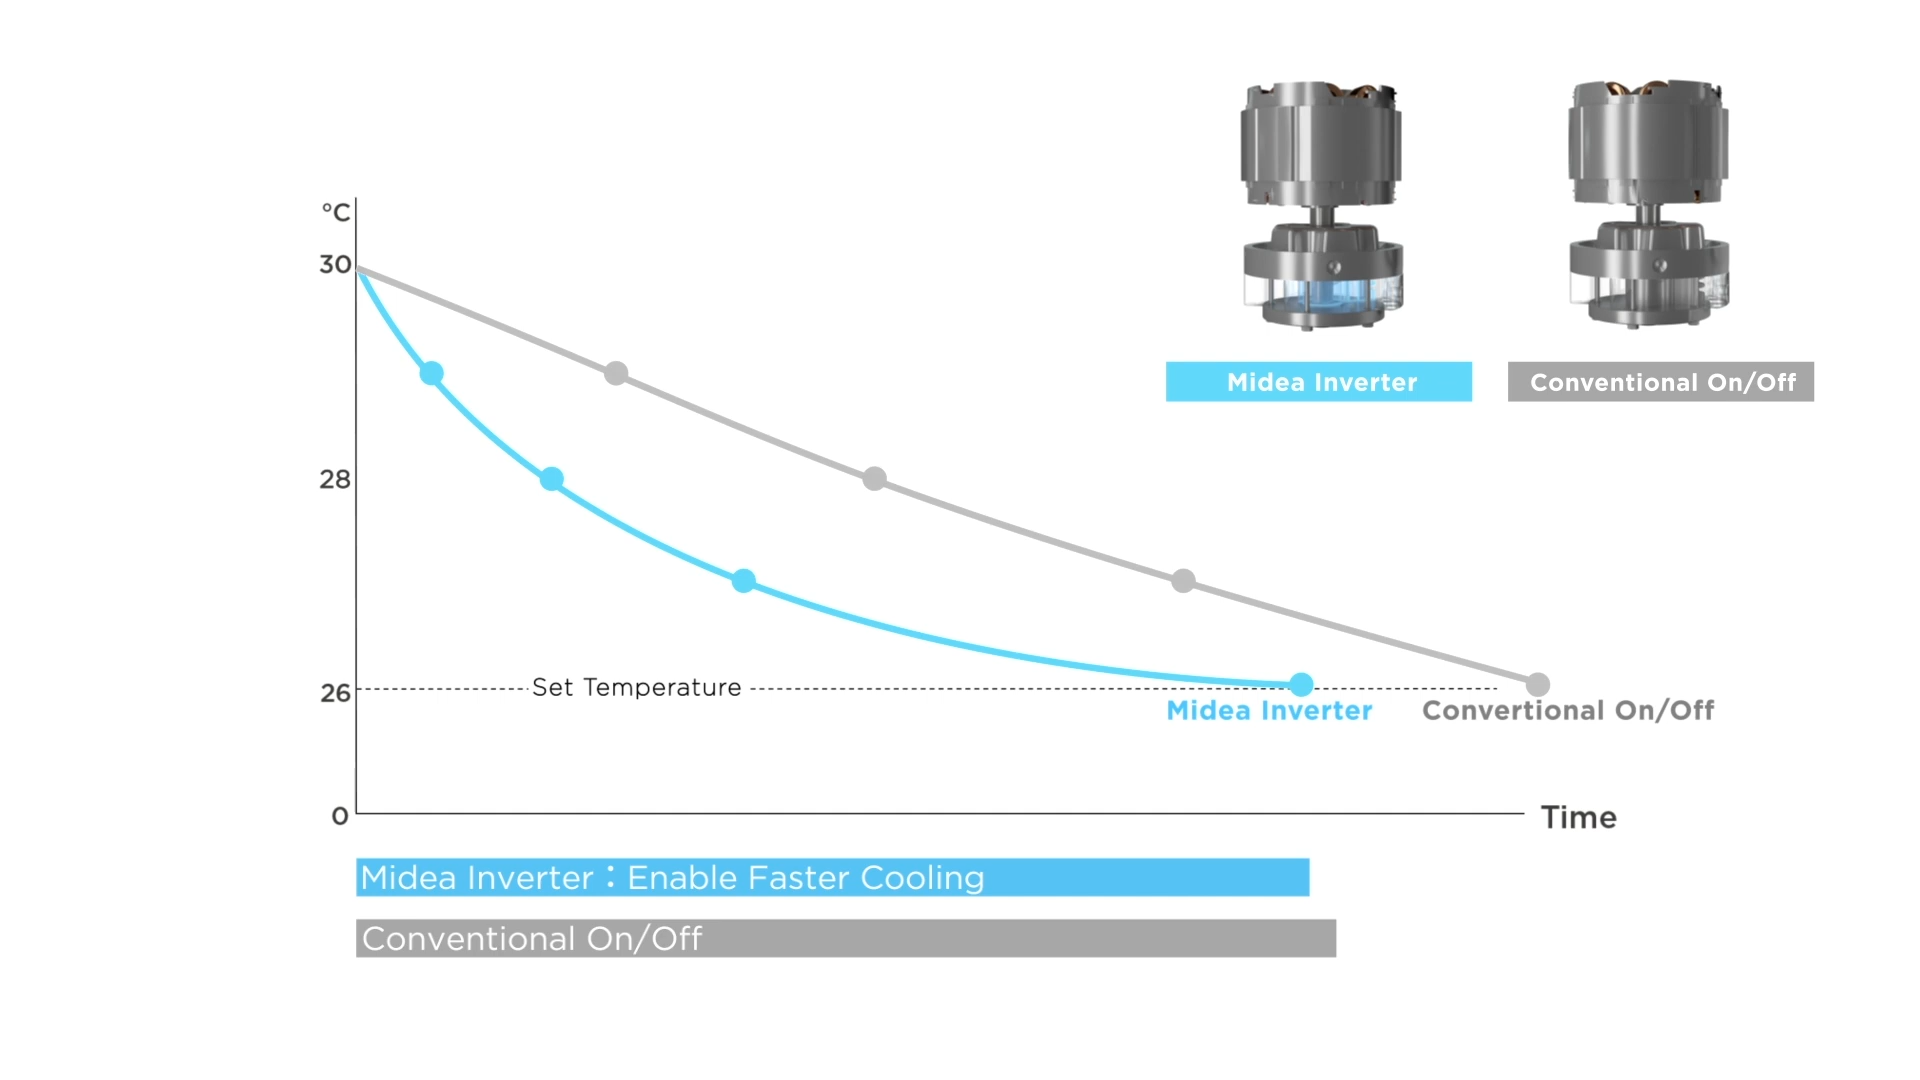 °C
30
28
26
0
Set Temperature
Midea Inverter
Convertional On/Off
Time
Midea Inverter
Conventional On/Off
Midea Inverter：Enable Faster Cooling
Conventional On/Off